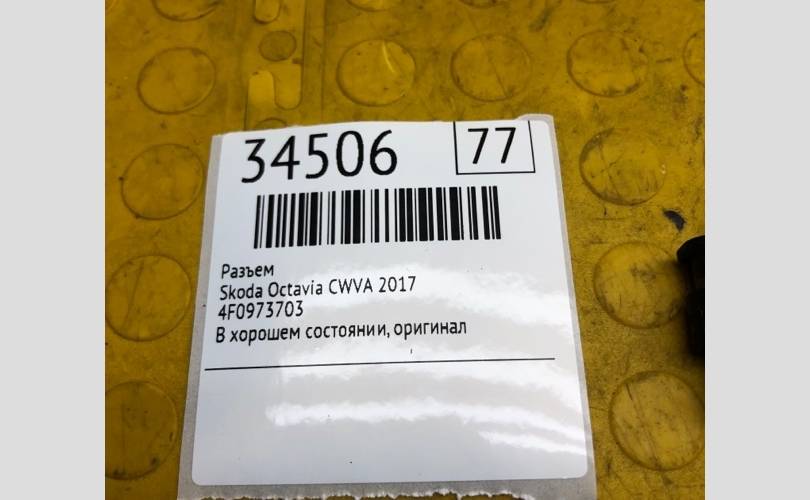 34506
77
Разъем
Skoda Octavia CWVA 2017
4F0973703
В хорошем состоянии, оригинал